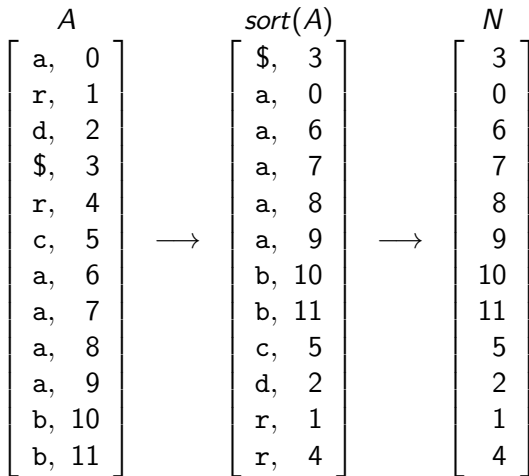 A sort(A) N
a, 0 $, 3 3
r, 1 a, 0 0
d, 2 a, 6 6
$, 3 a, 7 7
r, 4 a, 8 8
c, 5 → a, 9 → 9
a, 6 b, 10 10
a, 7 b, 11 11
a, 8 c, 5 5
a, 9 d, 2 2
b, 10 r, 1 1
b, 11 r, 4 4